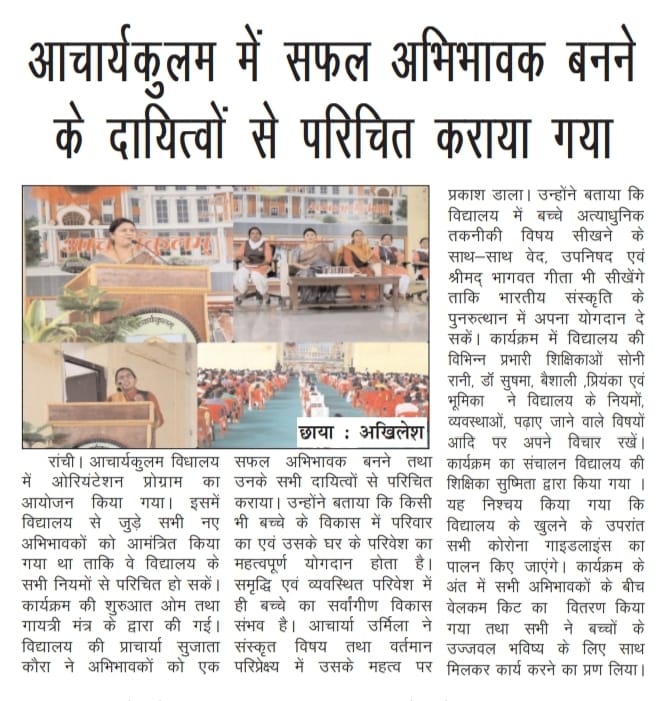 आचार्यकुलम में सफल अभिभावक बनने
के दायित्वों से परिचित कराया गया
आचार्यकुलम्
छाया : अखिलेश
रांची। आचार्यकुलम विधालय
में ओरियंटेशन प्रोग्राम का
आयोजन किया गया। इसमें
विद्यालय से जुड़े सभी नए
अभिभावकों को आमंत्रित किया
गया था ताकि वे विद्यालय के
सभी नियमों से परिचित हो सकें।
कार्यक्रम की शुरुआत ओम तथा
गायत्री मंत्र के द्वारा की गई।
विद्यालय की प्राचार्या सुजाता
कौरा ने अभिभावकों को एक
सफल अभिभावक बनने तथा
उनके सभी दायित्वों से परिचित
कराया। उन्होंने बताया कि किसी
भी बच्चे के विकास में परिवार
का एवं उसके घर के परिवेश का
महत्वपूर्ण योगदान होता है।
समृद्धि एवं व्यवस्थित परिवेश में
ही बच्चे का सर्वांगीण विकास
संभव है। आचार्या उर्मिला ने
संस्कृत विषय तथा वर्तमान
परिप्रेक्ष्य में उसके महत्व पर
प्रकाश डाला। उन्होंने बताया कि
विद्यालय में बच्चे अत्याधुनिक
तकनीकी विषय सीखने के
साथ–साथ वेद, उपनिषद एवं
श्रीमद् भागवत गीता भी सीखेंगे
ताकि भारतीय संस्कृति के
पुनरुत्थान में अपना योगदान दे
सकें। कार्यक्रम में विद्यालय की
विभिन्न प्रभारी शिक्षिकाओं सोनी
रानी, डॉ सुषमा, बैशाली ,प्रियंका एवं
भूमिका ने विद्यालय के नियमों,
व्यवस्थाओं, पढ़ाए जाने वाले विषयों
आदि पर अपने विचार रखें।
कार्यक्रम का संचालन विद्यालय की
शिक्षिका सुष्मिता द्वारा किया गया ।
यह निश्चय किया गया कि
विद्यालय के खुलने के उपरांत
सभी कोरोना गाइडलाइंस का
पालन किए जाएंगे। कार्यक्रम के
अंत में सभी अभिभावकों के बीच
वेलकम किट का वितरण किया
गया तथा सभी ने बच्चों के
उज्जवल भविष्य के लिए साथ
मिलकर कार्य करने का प्रण लिया।